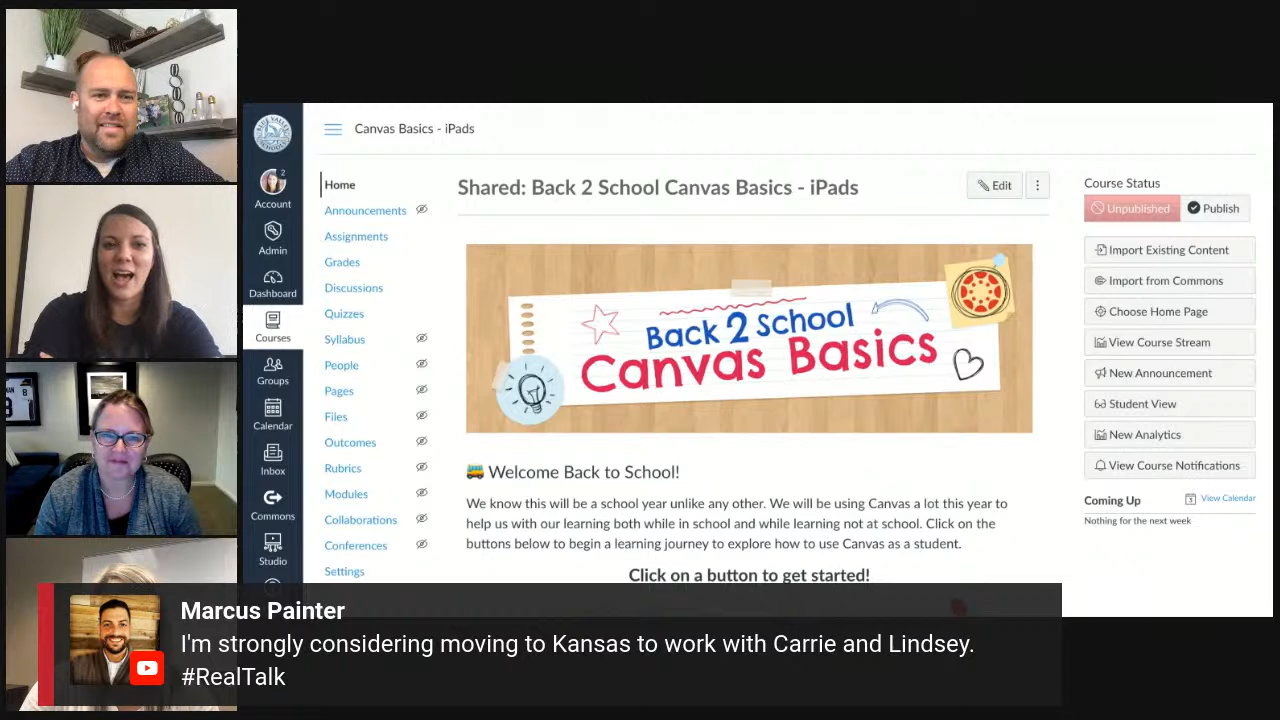 Canvas Basics - iPads
2
Account
Admin
Dashboard
Courses
Groups
Calendar
Inbox
Commons
Studio
Home
Announcements
Assignments
Grades
Discussions
Quizzes
Syllabus
People
Pages
Files
Outcomes
Rubrics
Modules
Collaborations
Conferences
Settings
Shared: Back 2 School Canvas Basics - iPads
Edit
Back 2 School
Canvas Basics
Welcome Back to School!
We know this will be a school year unlike any other. We will be using Canvas a lot this year to
help us with our learning both while in school and while learning not at school. Click on the
buttons below to begin a learning journey to explore how to use Canvas as a student.
Click on a button to get started!
Course Status
Unpublished
Publish
Import Existing Content
Import from Commons
Choose Home Page
View Course Stream
New Announcement
Student View
New Analytics
View Course Notifications
Coming Up
View Calendar
Nothing for the next week
Marcus Painter
I'm strongly considering moving to Kansas to work with Carrie and Lindsey.
#RealTalk